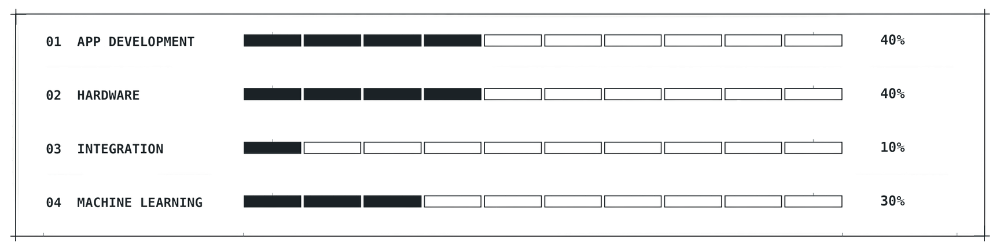 01 APP DEVELOPMENT 40%
02 HARDWARE 40%
03 INTEGRATION 10%
04 MACHINE LEARNING 30%